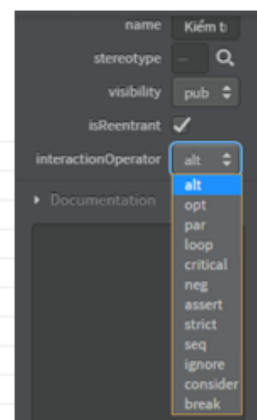 name Kiểm t
stereotype —
visibility pub
isReentrant
interactionOperator alt
Documentation
alt
opt
par
loop
critical
neg
assert
strict
seq
ignore
consider
break